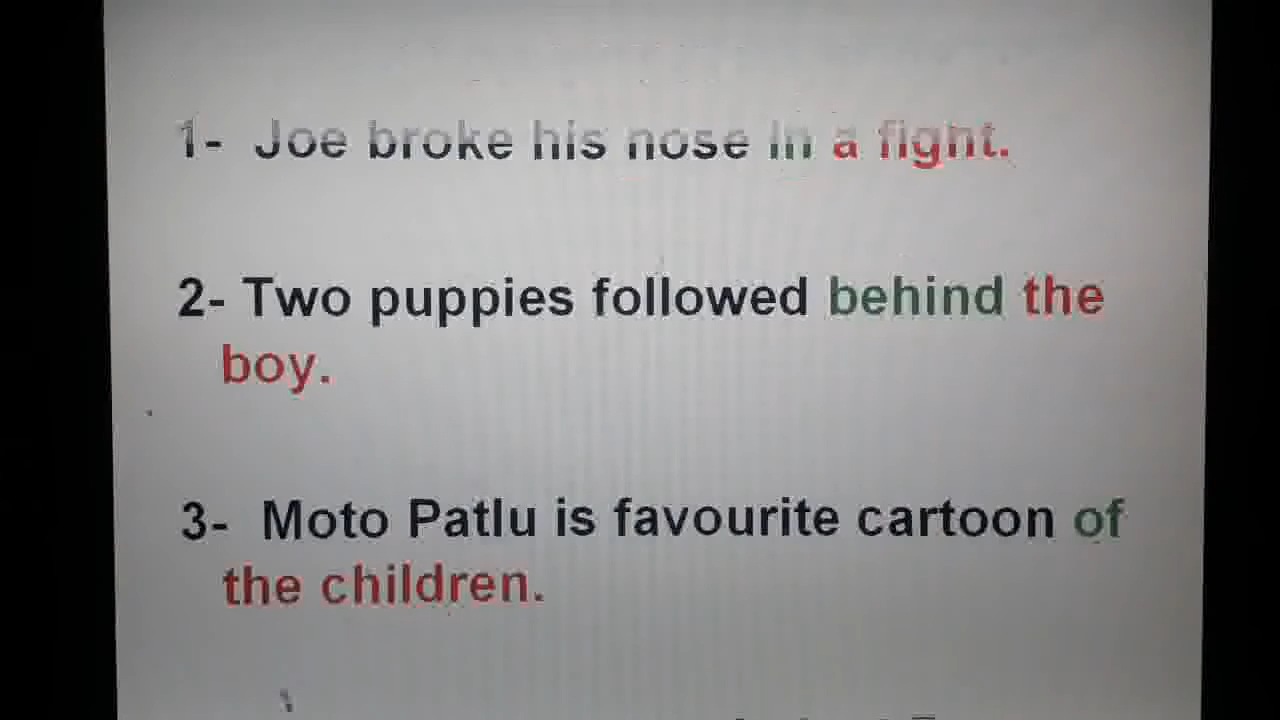 1- Joe broke his nose in a fight.
2- Two puppies followed behind the
boy.
3- Moto Patlu is favourite cartoon of
the children.